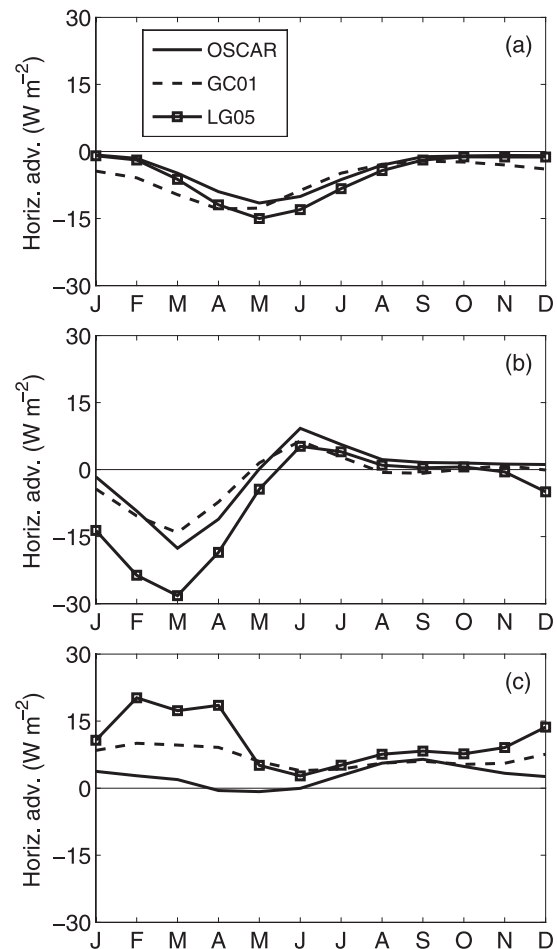 30
15
0
−15
−30
Horiz. adv. (W m−2)
(a)
OSCAR
GC01
LG05
J F M A M J J A S O N D
30
15
0
−15
−30
Horiz. adv. (W m−2)
(b)
J F M A M J J A S O N D
30
15
0
−15
−30
Horiz. adv. (W m−2)
(c)
J F M A M J J A S O N D